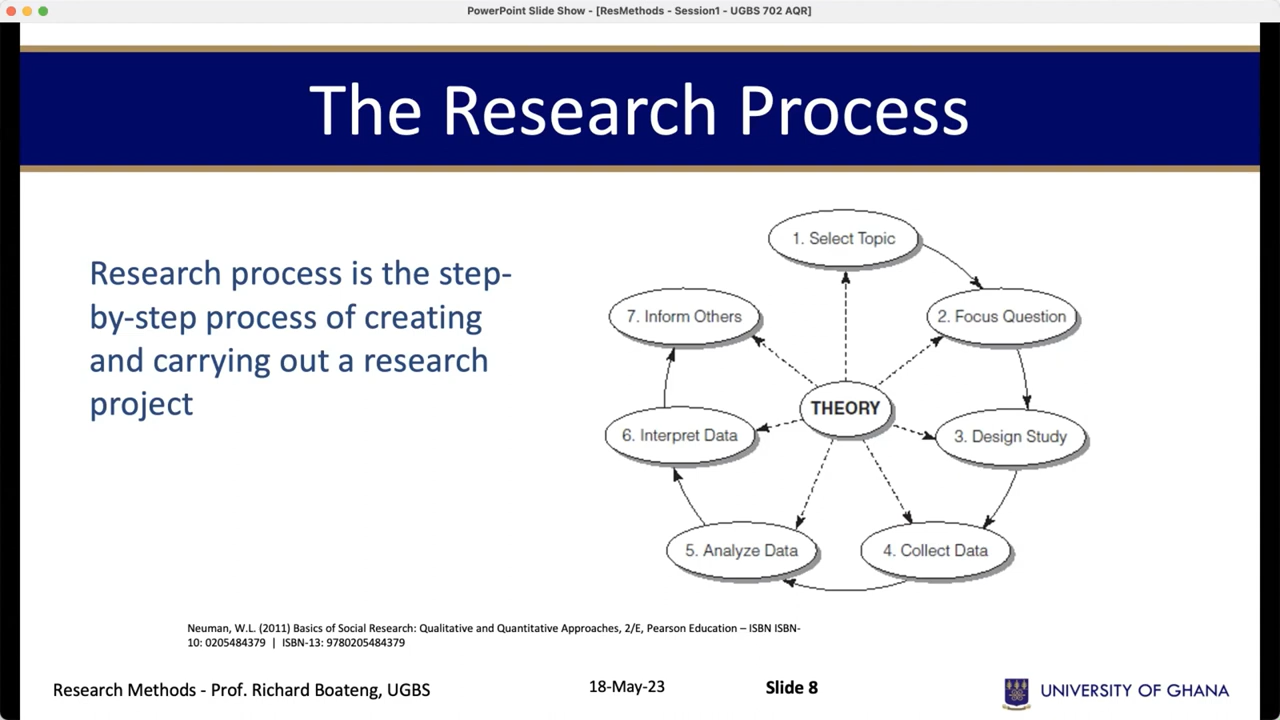 PowerPoint Slide Show - [ResMethods - Session1 - UGBS 702 AQR]
The Research Process
Research process is the step-
by-step process of creating
and carrying out a research
project
1. Select Topic
2. Focus Question
3. Design Study
4. Collect Data
5. Analyze Data
6. Interpret Data
7. Inform Others
THEORY
Neuman, W.L. (2011) Basics of Social Research: Qualitative and Quantitative Approaches, 2/E, Pearson Education – ISBN ISBN-
10: 0205484379 | ISBN-13: 9780205484379
Research Methods - Prof. Richard Boateng, UGBS
18-May-23
Slide 8
UNIVERSITY OF GHANA